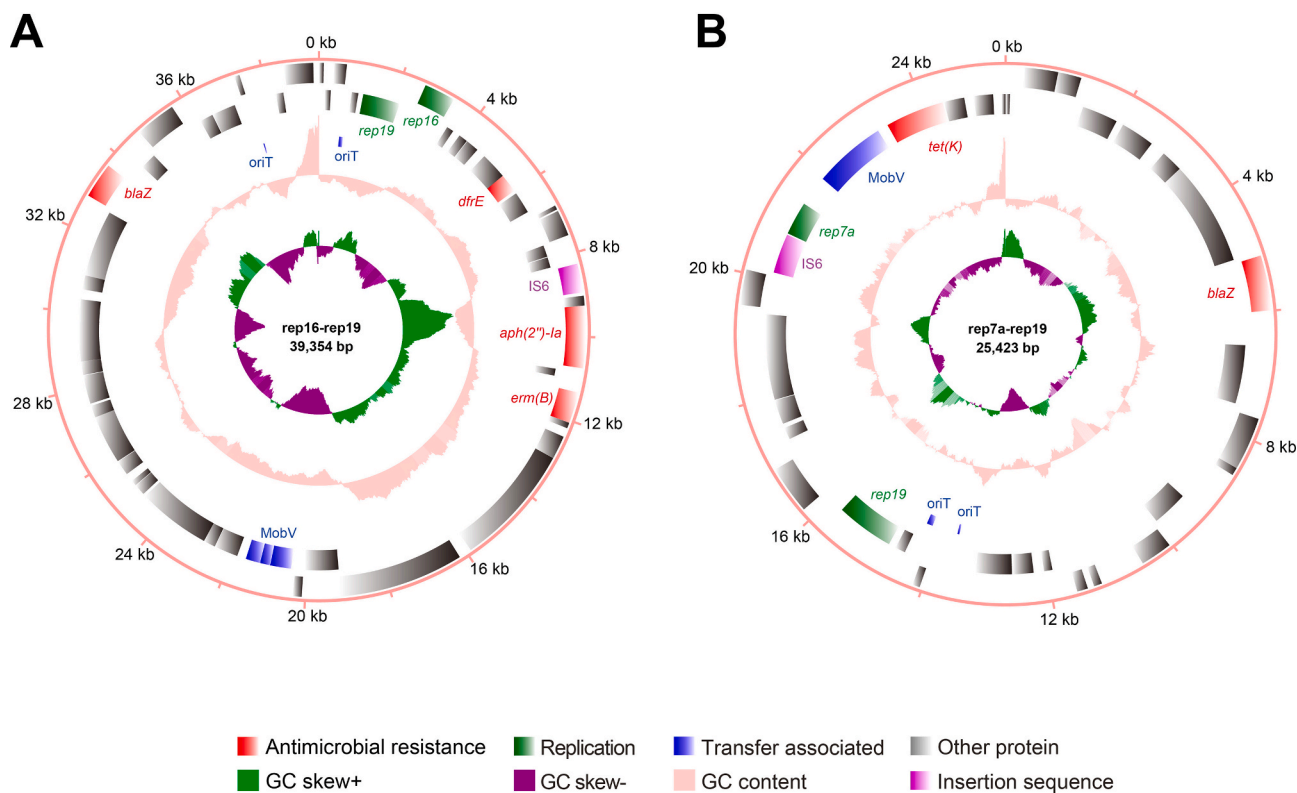 A
0 kb
4 kb
8 kb
12 kb
16 kb
20 kb
24 kb
28 kb
32 kb
36 kb
rep19
rep16
oriT
oriT
blaZ
dfrE
IS6
aph(2")-Ia
erm(B)
MobV
rep16-rep19
39,354 bp
B
0 kb
4 kb
8 kb
12 kb
16 kb
20 kb
24 kb
tet(K)
MobV
rep7a
IS6
blaZ
rep19
oriT
oriT
rep7a-rep19
25,423 bp
Antimicrobial resistance
Replication
Transfer associated
Other protein
GC skew+
GC skew-
GC content
Insertion sequence